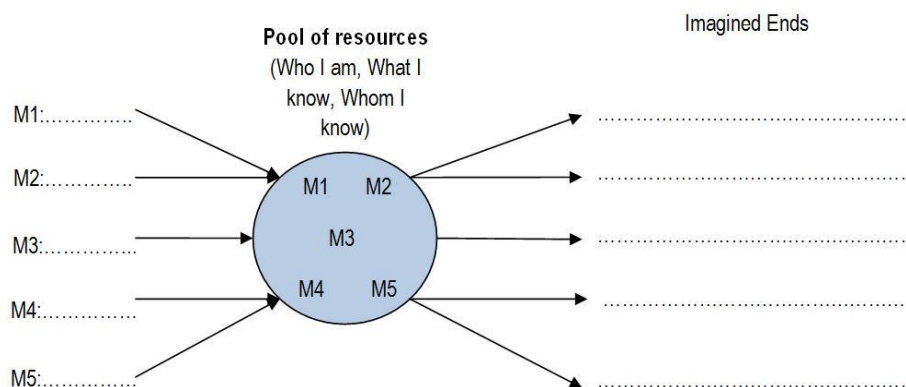 Imagined Ends
Pool of resources
(Who I am, What I
know, Whom I
know)
M1:..............
M2:..............
M3:..............
M4:...............
M5:...............
M1 M2
M3
M4 M5
................................................
................................................
................................................
................................................
................................................